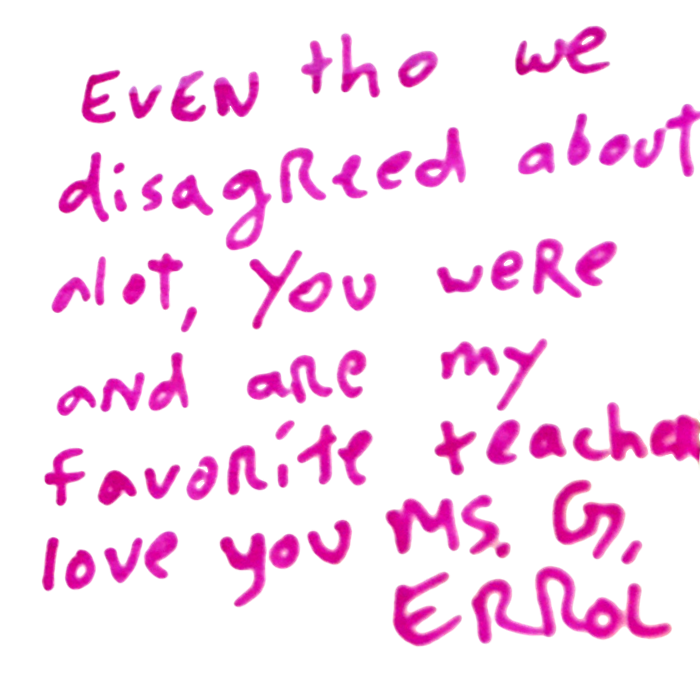 EVEN tho we
disagreed about
alot, you were
and are my
favorite teacher
love you Ms. G,
ERROL